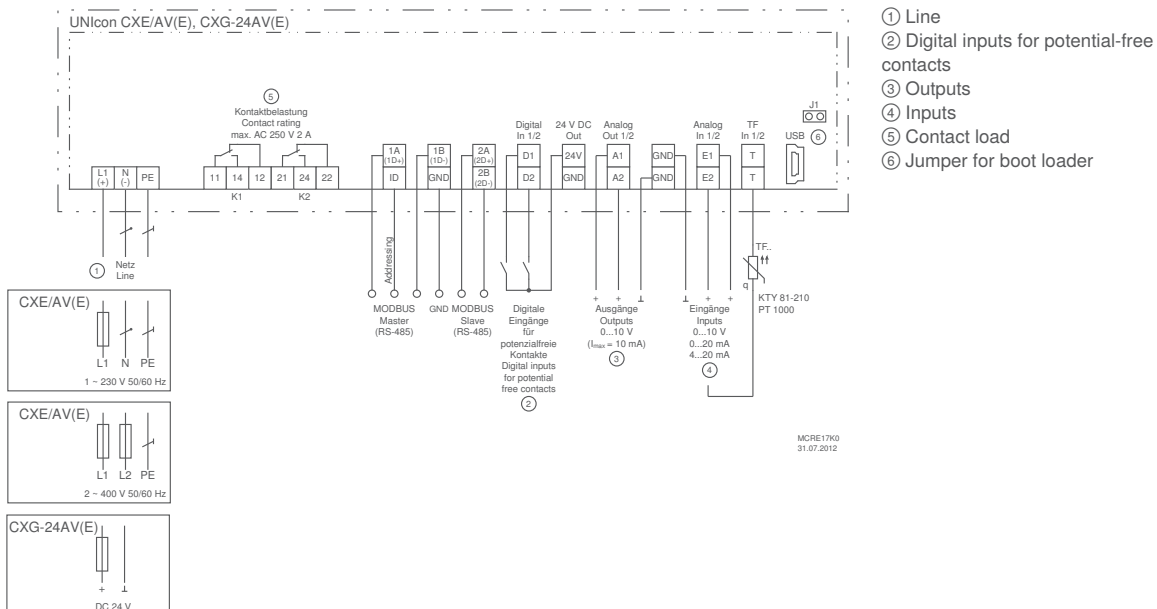 UNIcon CXE/AV(E), CXG-24AV(E)
⑤
Kontaktbelastung
Contact rating
max. AC 250 V 2 A
L1
(+)
N
(-)
PE
11 14 12 21 24 22
K1 K2
1A
(1D+)
ID
1B
(1D-)
GND
2A
(2D+)
2B
(2D-)
Digital
In 1/2
D1
D2
24 V DC
Out
24V
GND
Analog
Out 1/2
A1
A2
GND
GND
Analog
In 1/2
E1
E2
TF
In 1/2
T
T
USB
J1
⑥
①
Netz
Line
Addressing
MODBUS
Master
(RS-485)
GND
MODBUS
Slave
(RS-485)
Digitale
Eingänge
für
potenzialfreie
Kontakte
Digital inputs
for potential
free contacts
②
+ + ⊥
Ausgänge
Outputs
0...10 V
(Imax = 10 mA)
③
⊥ + +
Eingänge
Inputs
0...10 V
0...20 mA
4...20 mA
④
TF..
q
KTY 81-210
PT 1000
MCRE17K0
31.07.2012
CXE/AV(E)
L1 N PE
1 ~ 230 V 50/60 Hz
CXE/AV(E)
L1 L2 PE
2 ~ 400 V 50/60 Hz
CXG-24AV(E)
+ ⊥
DC 24 V
① Line
② Digital inputs for potential-free
contacts
③ Outputs
④ Inputs
⑤ Contact load
⑥ Jumper for boot loader